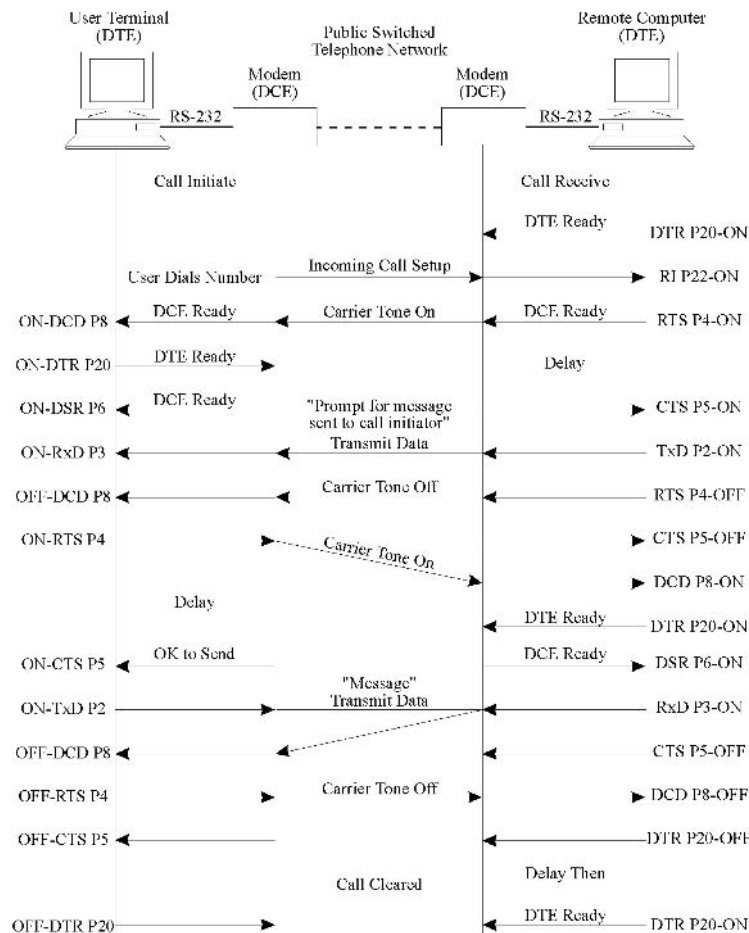 User Terminal
(DTE)
Public Switched
Telephone Network
Remote Computer
(DTE)
Modem
(DCE)
Modem
(DCE)
RS-232
RS-232
Call Initiate
Call Receive
DTE Ready
DTR P20-ON
User Dials Number
Incoming Call Setup
RI P22-ON
ON-DCD P8
DCE Ready
Carrier Tone On
DCE Ready
RTS P4-ON
ON-DTR P20
DTE Ready
Delay
ON-DSR P6
DCE Ready
"Prompt for message
sent to call initiator"
CTS P5-ON
ON-RxD P3
Transmit Data
TxD P2-ON
OFF-DCD P8
Carrier Tone Off
RTS P4-OFF
ON-RTS P4
Carrier Tone On
CTS P5-OFF
DCD P8-ON
Delay
DTE Ready
DTR P20-ON
ON-CTS P5
OK to Send
DCE Ready
DSR P6-ON
"Message"
Transmit Data
ON-TxD P2
RxD P3-ON
OFF-DCD P8
CTS P5-OFF
OFF-RTS P4
Carrier Tone Off
DCD P8-OFF
OFF-CTS P5
DTR P20-OFF
Call Cleared
Delay Then
OFF-DTR P20
DTE Ready
DTR P20-ON